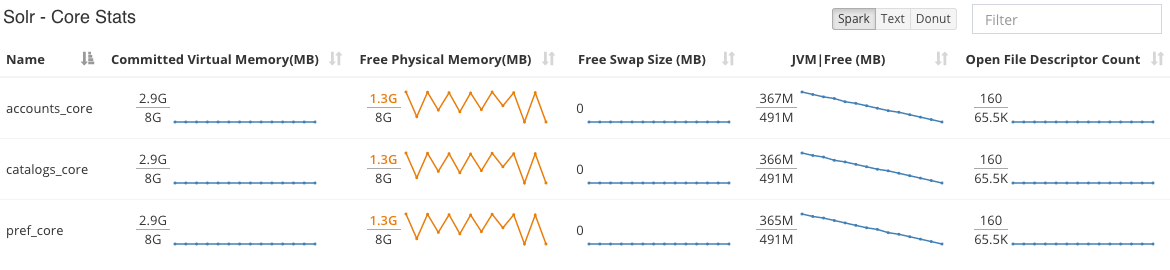 Solr - Core Stats
Spark Text Donut
Filter
Name Committed Virtual Memory(MB) Free Physical Memory(MB) Free Swap Size (MB) JVM|Free (MB) Open File Descriptor Count
accounts_core 2.9G 8G 1.3G 8G 0 367M 491M 160 65.5K
catalogs_core 2.9G 8G 1.3G 8G 0 366M 491M 160 65.5K
pref_core 2.9G 8G 1.3G 8G 0 365M 491M 160 65.5K